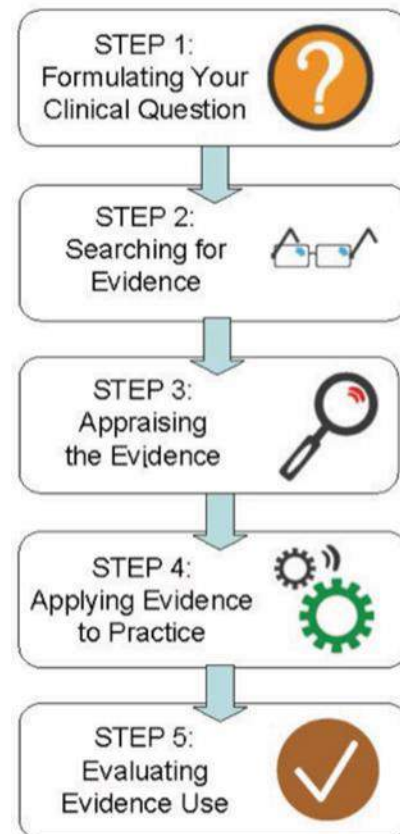 STEP 1:
Formulating Your
Clinical Question
?
STEP 2:
Searching for
Evidence
STEP 3:
Appraising
the Evidence
STEP 4:
Applying Evidence
to Practice
STEP 5:
Evaluating
Evidence Use